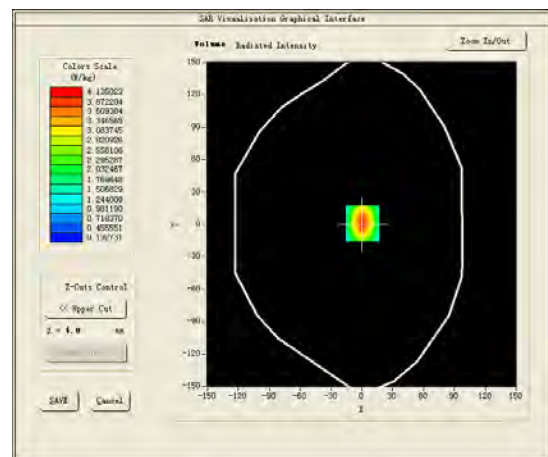 SAR Visualisation Graphical Interface
Volume Radiated Intensity
Zoom In/Out
Colors Scale
(W/kg)
4.135023
3.872204
3.609384
3.346565
3.083745
2.820926
2.558106
2.295287
2.032467
1.769648
1.506829
1.244009
0.981190
0.718370
0.455551
Z-Cuts Control
<< Upper Cut
Z = 4.0 mm
SAVE
Cancel
150
120
90
60
30
0
-30
-60
-90
-120
-150
-150 -120 -90 -60 -30 0 30 60 90 120 150
X